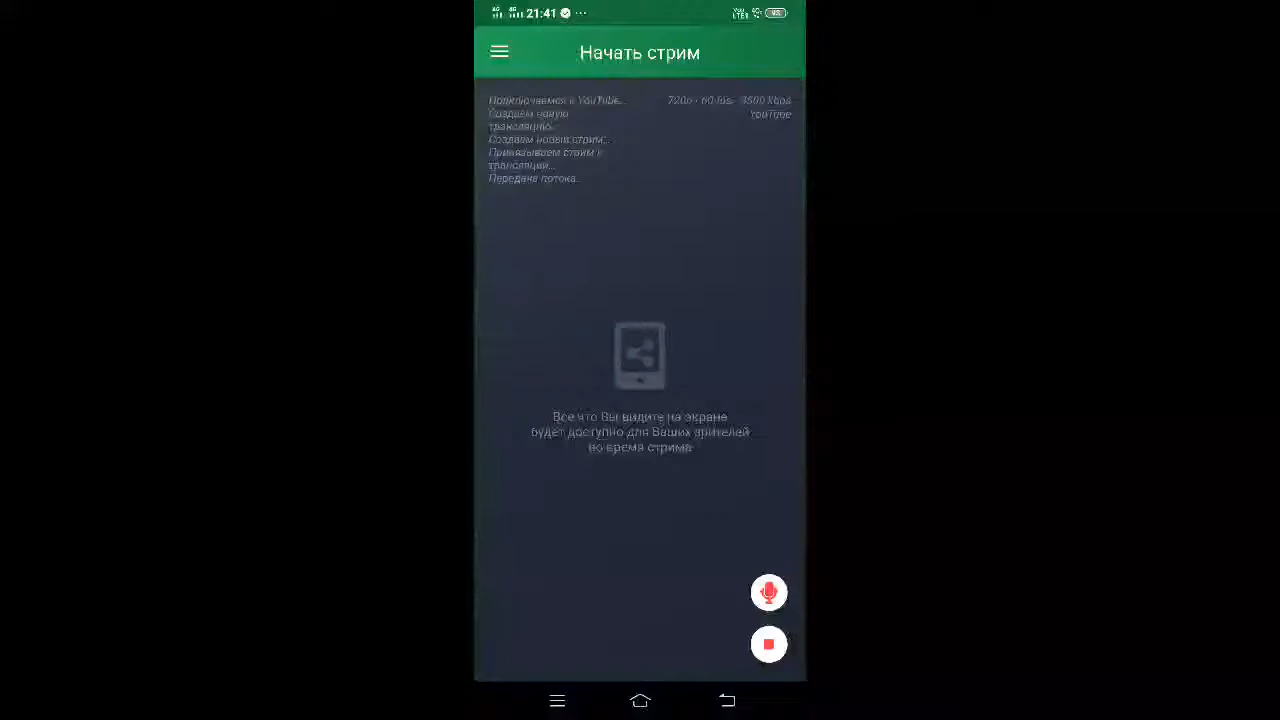 21:41
Начать стрим
Подключаемся к YouTube...
Создаем новую
трансляцию...
Создаем новый стрим...
Привязываем стрим к
трансляции...
Передача потока...
720p · 60 fps · 3500 kbps
YouTube
Все что Вы видите на экране
будет доступно для Ваших зрителей
во время стрима